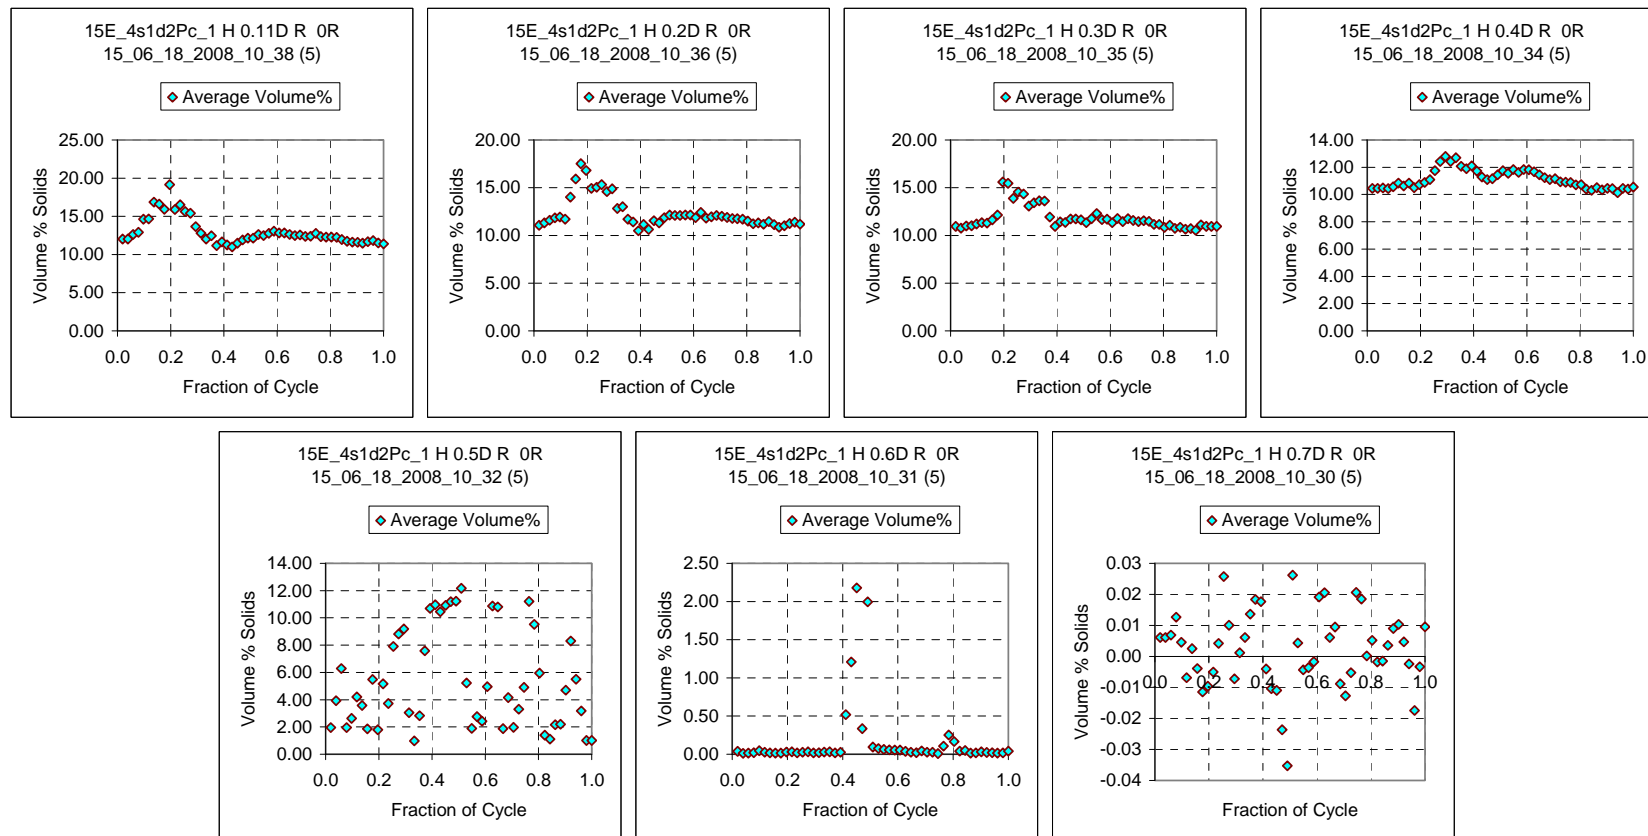 15E_4s1d2Pc_1 H 0.11D R 0R
15_06_18_2008_10_38 (5)
Average Volume%
25.00
20.00
15.00
10.00
5.00
0.00
Volume % Solids
0.0 0.2 0.4 0.6 0.8 1.0
Fraction of Cycle
15E_4s1d2Pc_1 H 0.2D R 0R
15_06_18_2008_10_36 (5)
Average Volume%
20.00
15.00
10.00
5.00
0.00
Volume % Solids
0.0 0.2 0.4 0.6 0.8 1.0
Fraction of Cycle
15E_4s1d2Pc_1 H 0.3D R 0R
15_06_18_2008_10_35 (5)
Average Volume%
20.00
15.00
10.00
5.00
0.00
Volume % Solids
0.0 0.2 0.4 0.6 0.8 1.0
Fraction of Cycle
15E_4s1d2Pc_1 H 0.4D R 0R
15_06_18_2008_10_34 (5)
Average Volume%
14.00
12.00
10.00
8.00
6.00
4.00
2.00
0.00
Volume % Solids
0.0 0.2 0.4 0.6 0.8 1.0
Fraction of Cycle
15E_4s1d2Pc_1 H 0.5D R 0R
15_06_18_2008_10_32 (5)
Average Volume%
14.00
12.00
10.00
8.00
6.00
4.00
2.00
0.00
Volume % Solids
0.0 0.2 0.4 0.6 0.8 1.0
Fraction of Cycle
15E_4s1d2Pc_1 H 0.6D R 0R
15_06_18_2008_10_31 (5)
Average Volume%
2.50
2.00
1.50
1.00
0.50
0.00
Volume % Solids
0.0 0.2 0.4 0.6 0.8 1.0
Fraction of Cycle
15E_4s1d2Pc_1 H 0.7D R 0R
15_06_18_2008_10_30 (5)
Average Volume%
0.03
0.02
0.01
0.00
-0.01
-0.02
-0.03
-0.04
Volume % Solids
0.0 0.2 0.4 0.6 0.8 1.0
Fraction of Cycle